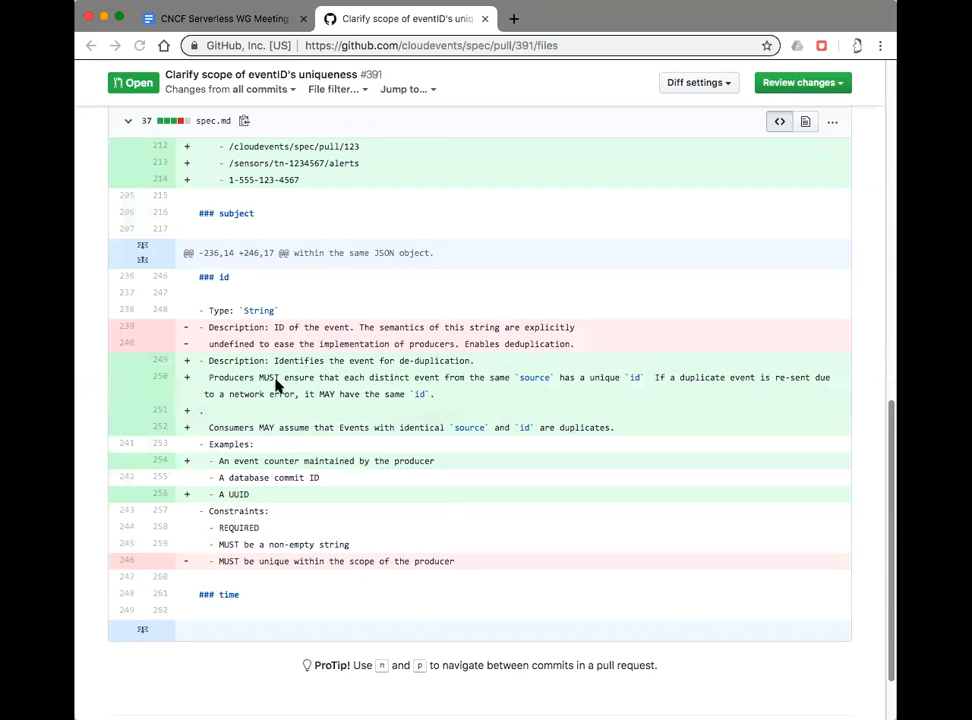 CNCF Serverless WG Meeting
Clarify scope of eventID's uniq
GitHub, Inc. [US] | https://github.com/cloudevents/spec/pull/391/files
Open
Clarify scope of eventID's uniqueness #391
Changes from all commits
File filter...
Jump to...
Diff settings
Review changes
37 spec.md
212 + - /cloudevents/spec/pull/123
213 + - /sensors/tn-1234567/alerts
214 + - 1-555-123-4567
205 215
206 216 ### subject
207 217
@@ -236,14 +246,17 @@ within the same JSON object.
236 246 ### id
237 247
238 248 - Type: `String`
239 - - Description: ID of the event. The semantics of this string are explicitly
240 - undefined to ease the implementation of producers. Enables deduplication.
249 + - Description: Identifies the event for de-duplication.
250 + Producers MUST ensure that each distinct event from the same `source` has a unique `id` If a duplicate event is re-sent due
to a network error, it MAY have the same `id`.
251 + .
252 + Consumers MAY assume that Events with identical `source` and `id` are duplicates.
241 253 - Examples:
254 + - An event counter maintained by the producer
242 255 - A database commit ID
256 + - A UUID
243 257 - Constraints:
244 258 - REQUIRED
245 259 - MUST be a non-empty string
246 - - MUST be unique within the scope of the producer
247 260
248 261 ### time
249 262
ProTip! Use n and p to navigate between commits in a pull request.